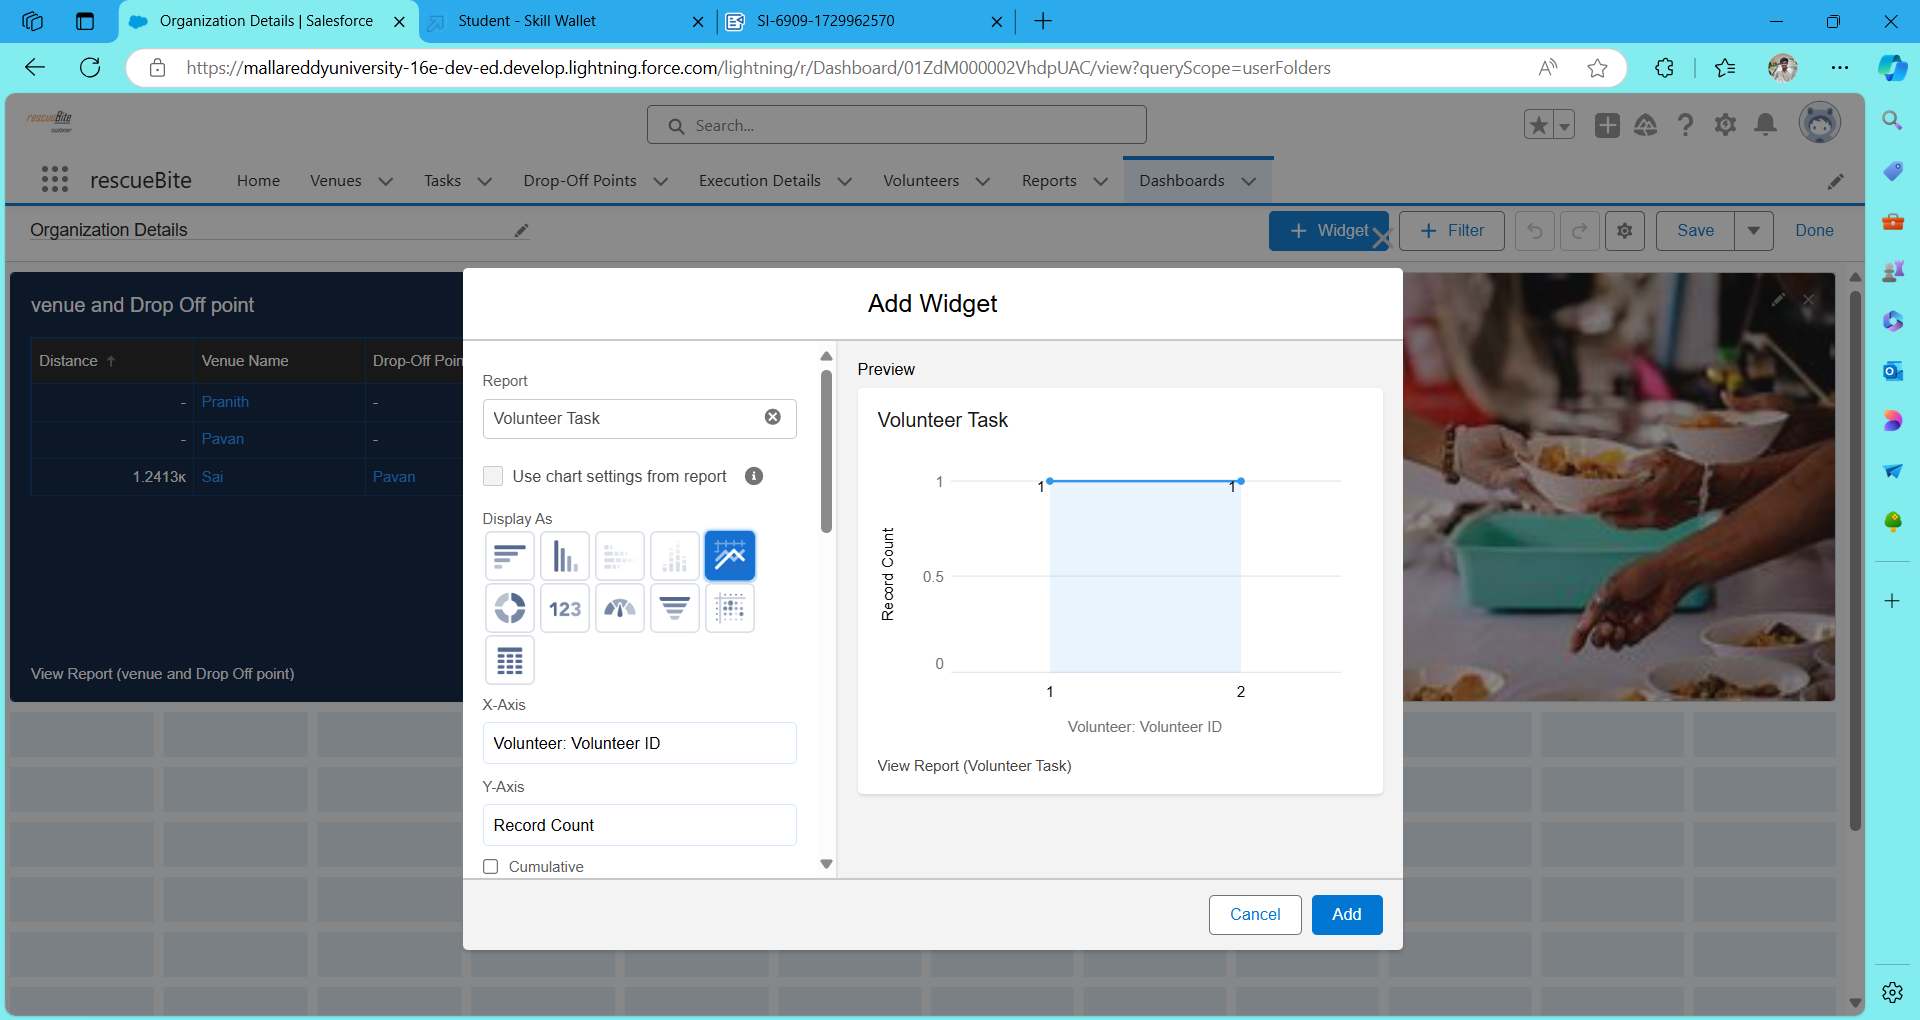 Organization Details | Salesforce
Student - Skill Wallet
SI-6909-1729962570
https://mallareddyuniversity-16e-dev-ed.develop.lightning.force.com/lightning/r/Dashboard/01ZdM000002VhdpUAC/view?queryScope=userFolders
rescueBite
customer
Search...
rescueBite
Home
Venues
Tasks
Drop-Off Points
Execution Details
Volunteers
Reports
Dashboards
Organization Details
+ Widget
+ Filter
Save
Done
venue and Drop Off point
Distance ↑ Venue Name Drop-Off Poin
- Pranith -
- Pavan -
1.2413K Sai Pavan
View Report (venue and Drop Off point)
Add Widget
Report
Volunteer Task
Use chart settings from report
Display As
123
X-Axis
Volunteer: Volunteer ID
Y-Axis
Record Count
Cumulative
Preview
Volunteer Task
Record Count
1
0.5
0
1 1
1 2
Volunteer: Volunteer ID
View Report (Volunteer Task)
Cancel
Add